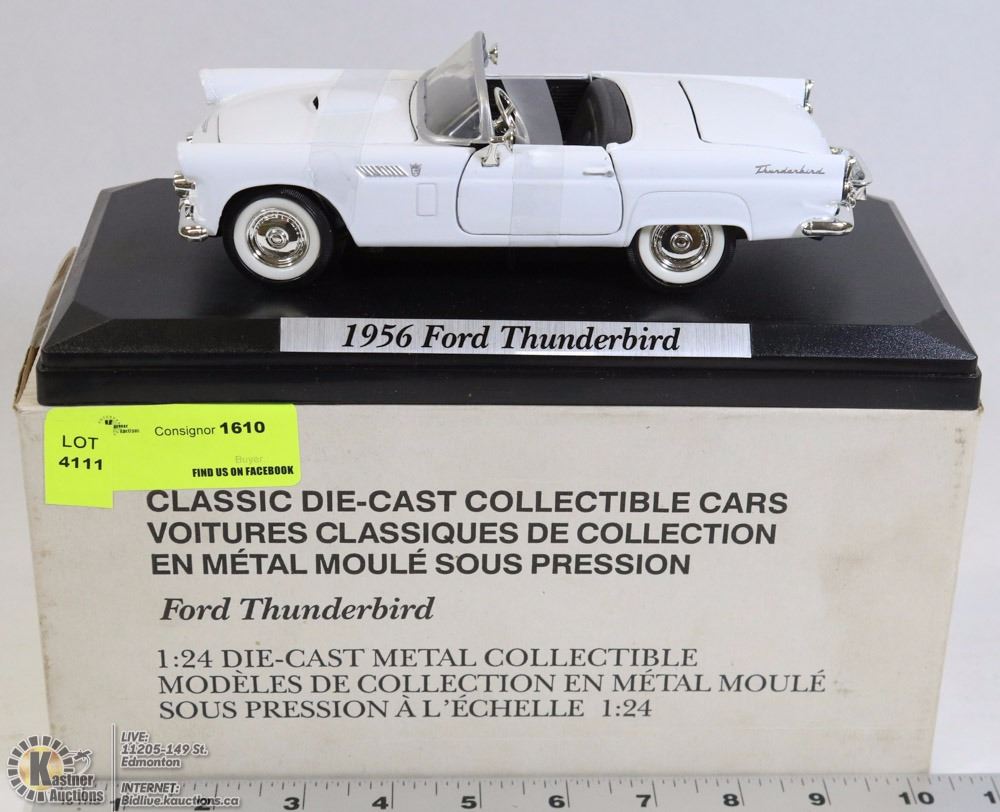 Thunderbird
1956 Ford Thunderbird
LOT
4111
Consignor 1610
Buyer
FIND US ON FACEBOOK
CLASSIC DIE-CAST COLLECTIBLE CARS
VOITURES CLASSIQUES DE COLLECTION
EN MÉTAL MOULÉ SOUS PRESSION
Ford Thunderbird
1:24 DIE-CAST METAL COLLECTIBLE
MODÈLES DE COLLECTION EN MÉTAL MOULÉ
SOUS PRESSION À L'ÉCHELLE 1:24
Kastner
Auctions
LIVE:
11205-149 St.
Edmonton
INTERNET:
Bidlive.kauctions.ca
1 2 3 4 5 6 7 8 9 10 1